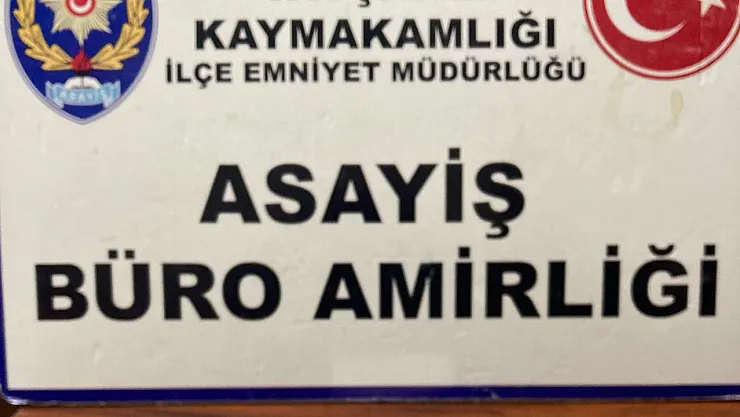 KAYMAKAMLIĞI
İLÇE EMNİYET MÜDÜRLÜĞÜ
ASAYİŞ
ASAYİŞ
BÜRO AMİRLİĞİ